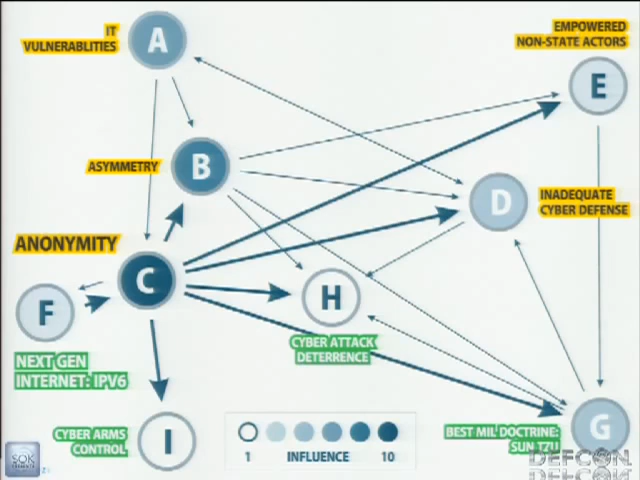 IT
VULNERABLITIES
A
EMPOWERED
NON-STATE ACTORS
E
ASYMMETRY
B
D
INADEQUATE
CYBER DEFENSE
ANONYMITY
C
F
H
NEXT GEN
INTERNET: IPV6
CYBER ATTACK
DETERRENCE
CYBER ARMS
CONTROL
I
1 INFLUENCE 10
BEST MIL DOCTRINE:
SUN TZU
G
DEFCON